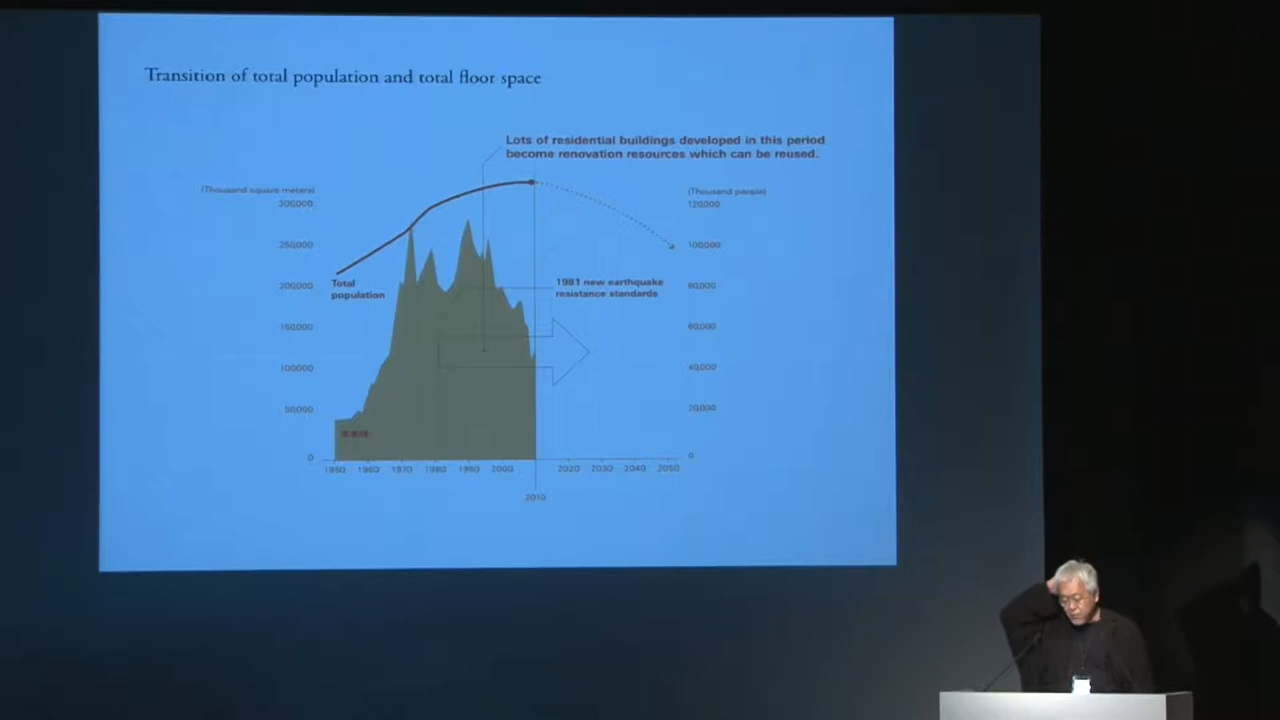 Transition of total population and total floor space
Lots of residential buildings developed in this period
become renovation resources which can be reused.
(Thousand square meters)
(Thousand people)
300,000
120,000
250,000
100,000
Total
population
1981 new earthquake
resistance standards
200,000
80,000
150,000
60,000
100,000
40,000
50,000
20,000
0
0
1950 1960 1970 1980 1990 2000 2020 2030 2040 2050
2010